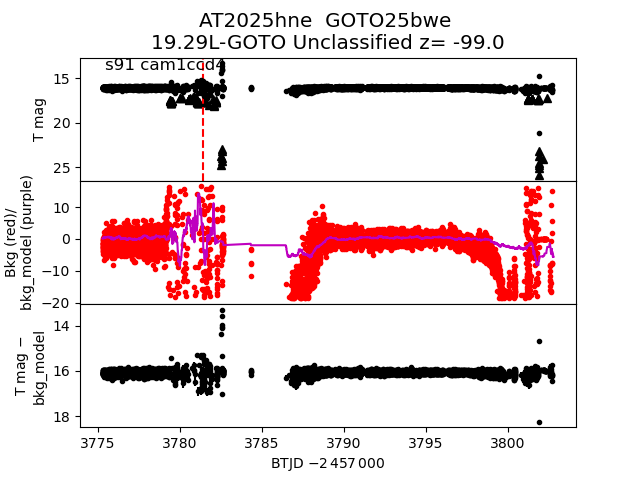 AT2025hne  GOTO25bwe
19.29L-GOTO Unclassified z= -99.0
s91 cam1ccd4
15
20
25
T mag
10
0
−10
−20
Bkg (red)/
bkg_model (purple)
14
16
18
T mag −
bkg_model
3775
3780
3785
3790
3795
3800
BTJD −2 457 000